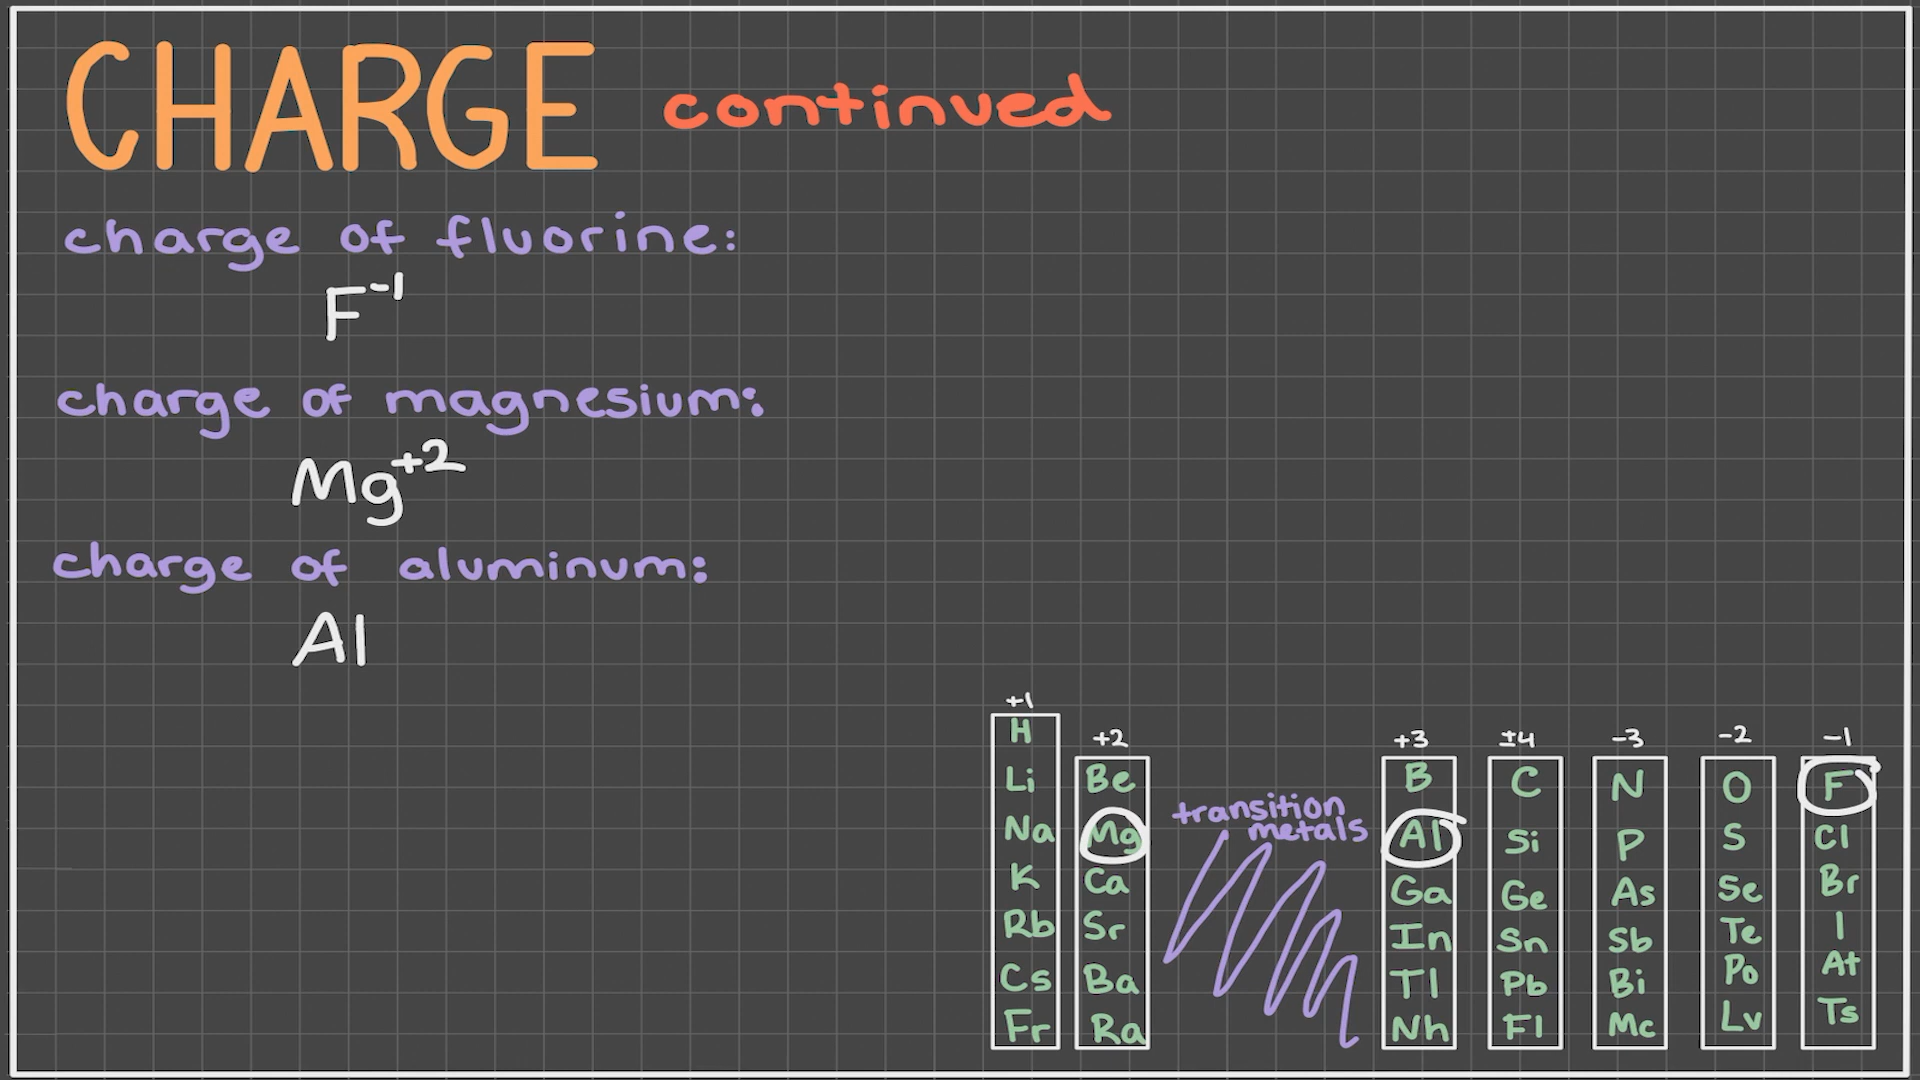 CHARGE continued
charge of fluorine:
F⁻¹
charge of magnesium:
Mg⁺²
charge of aluminum:
Al
+1
H
Li
Na
K
Rb
Cs
Fr
+2
Be
Mg
Ca
Sr
Ba
Ra
transition
metals
+3
B
Al
Ga
In
Tl
Nh
±4
C
Si
Ge
Sn
Pb
Fl
-3
N
P
As
Sb
Bi
Mc
-2
O
S
Se
Te
Po
Lv
-1
F
Cl
Br
I
At
Ts